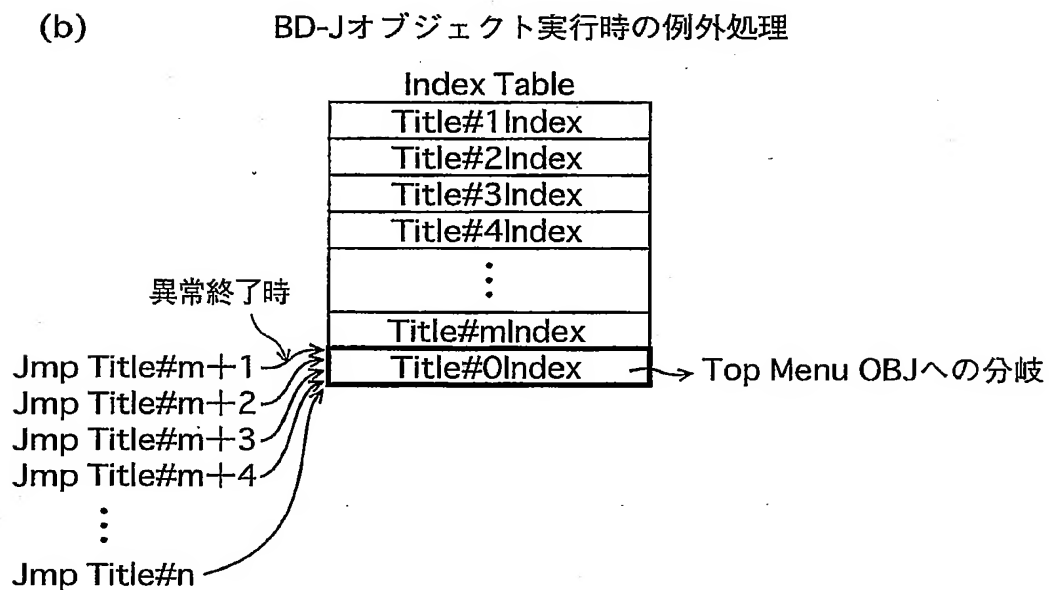 (b) BD-Jオブジェクト実行時の例外処理
Index Table
Title#1Index
Title#2Index
Title#3Index
Title#4Index
⋮
Title#mIndex
異常終了時
Title#0Index
Top Menu OBJへの分岐
Jmp Title#m+1
Jmp Title#m+2
Jmp Title#m+3
Jmp Title#m+4
⋮
Jmp Title#n